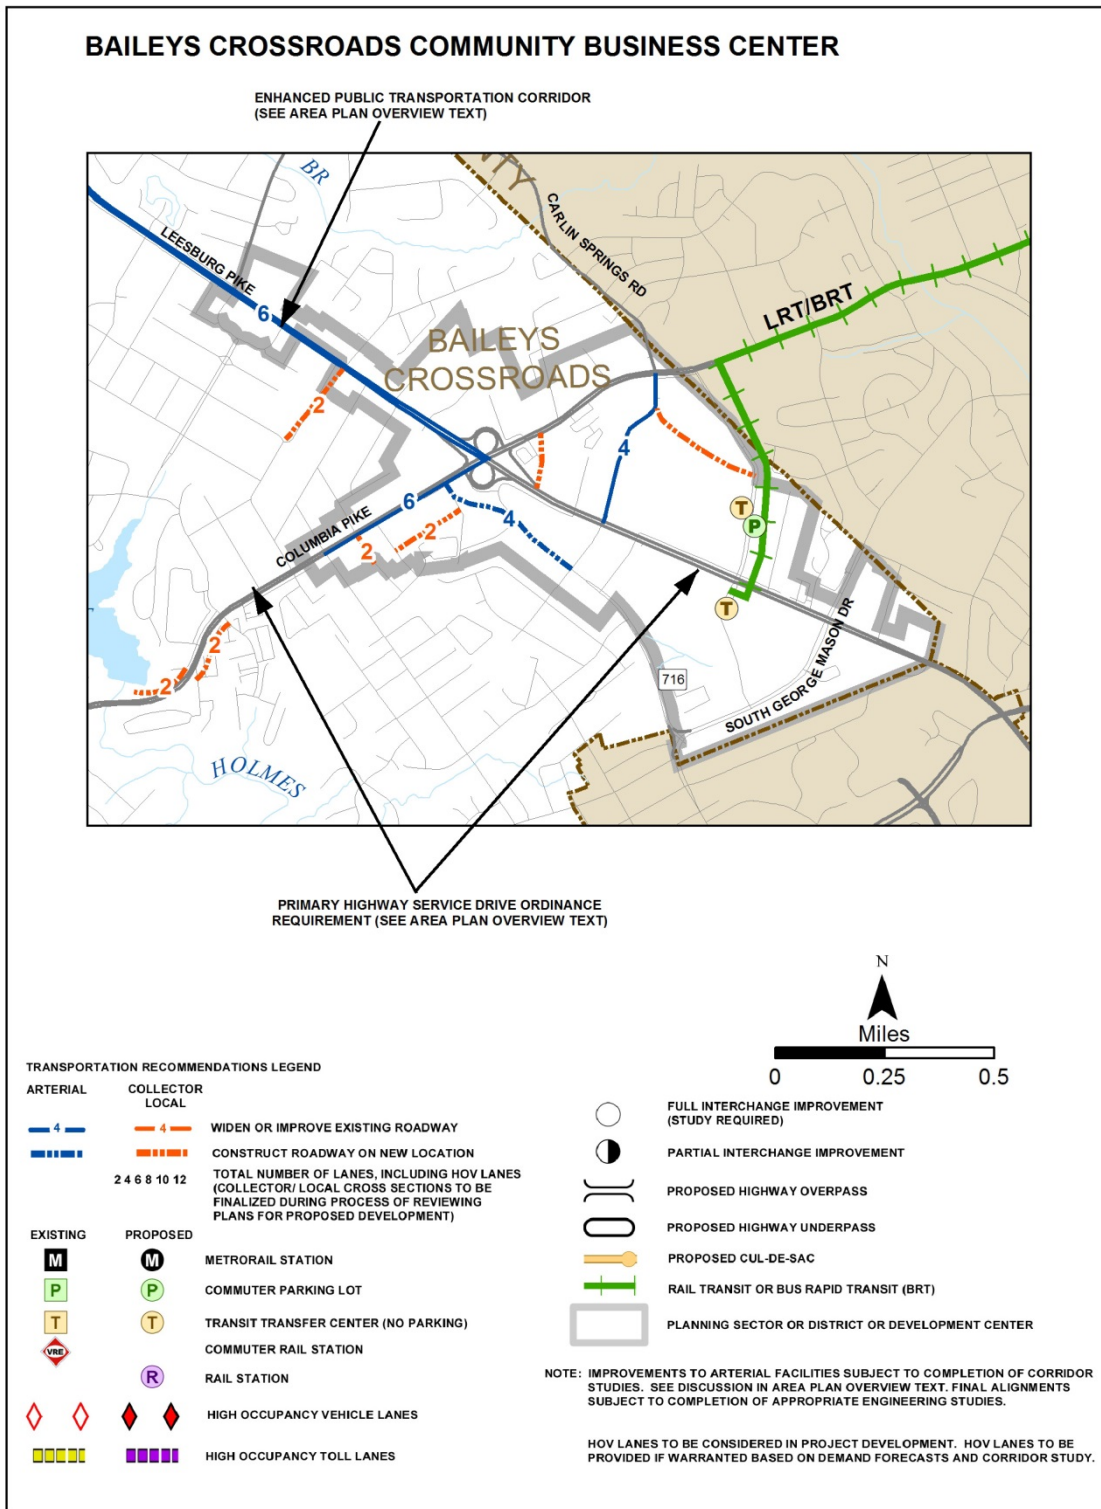 BAILEYS CROSSROADS COMMUNITY BUSINESS CENTER
ENHANCED PUBLIC TRANSPORTATION CORRIDOR
(SEE AREA PLAN OVERVIEW TEXT)
BR
NTY
CARLIN SPRINGS RD
LEESBURG PIKE
6
LRT/BRT
BAILEYS
CROSSROADS
2
4
6
COLUMBIA PIKE
4
2
2
T
P
T
2
2
716
SOUTH GEORGE MASON DR
HOLMES
PRIMARY HIGHWAY SERVICE DRIVE ORDINANCE
REQUIREMENT (SEE AREA PLAN OVERVIEW TEXT)
N
Miles
0 0.25 0.5
TRANSPORTATION RECOMMENDATIONS LEGEND
ARTERIAL
COLLECTOR
LOCAL
4 4 WIDEN OR IMPROVE EXISTING ROADWAY
CONSTRUCT ROADWAY ON NEW LOCATION
2 4 6 8 10 12 TOTAL NUMBER OF LANES, INCLUDING HOV LANES
(COLLECTOR/ LOCAL CROSS SECTIONS TO BE
FINALIZED DURING PROCESS OF REVIEWING
PLANS FOR PROPOSED DEVELOPMENT)
EXISTING PROPOSED
M M METRORAIL STATION
P P COMMUTER PARKING LOT
T T TRANSIT TRANSFER CENTER (NO PARKING)
VRE COMMUTER RAIL STATION
R RAIL STATION
HIGH OCCUPANCY VEHICLE LANES
HIGH OCCUPANCY TOLL LANES
FULL INTERCHANGE IMPROVEMENT
(STUDY REQUIRED)
PARTIAL INTERCHANGE IMPROVEMENT
PROPOSED HIGHWAY OVERPASS
PROPOSED HIGHWAY UNDERPASS
PROPOSED CUL-DE-SAC
RAIL TRANSIT OR BUS RAPID TRANSIT (BRT)
PLANNING SECTOR OR DISTRICT OR DEVELOPMENT CENTER
NOTE: IMPROVEMENTS TO ARTERIAL FACILITIES SUBJECT TO COMPLETION OF CORRIDOR
STUDIES. SEE DISCUSSION IN AREA PLAN OVERVIEW TEXT. FINAL ALIGNMENTS
SUBJECT TO COMPLETION OF APPROPRIATE ENGINEERING STUDIES.
HOV LANES TO BE CONSIDERED IN PROJECT DEVELOPMENT. HOV LANES TO BE
PROVIDED IF WARRANTED BASED ON DEMAND FORECASTS AND CORRIDOR STUDY.